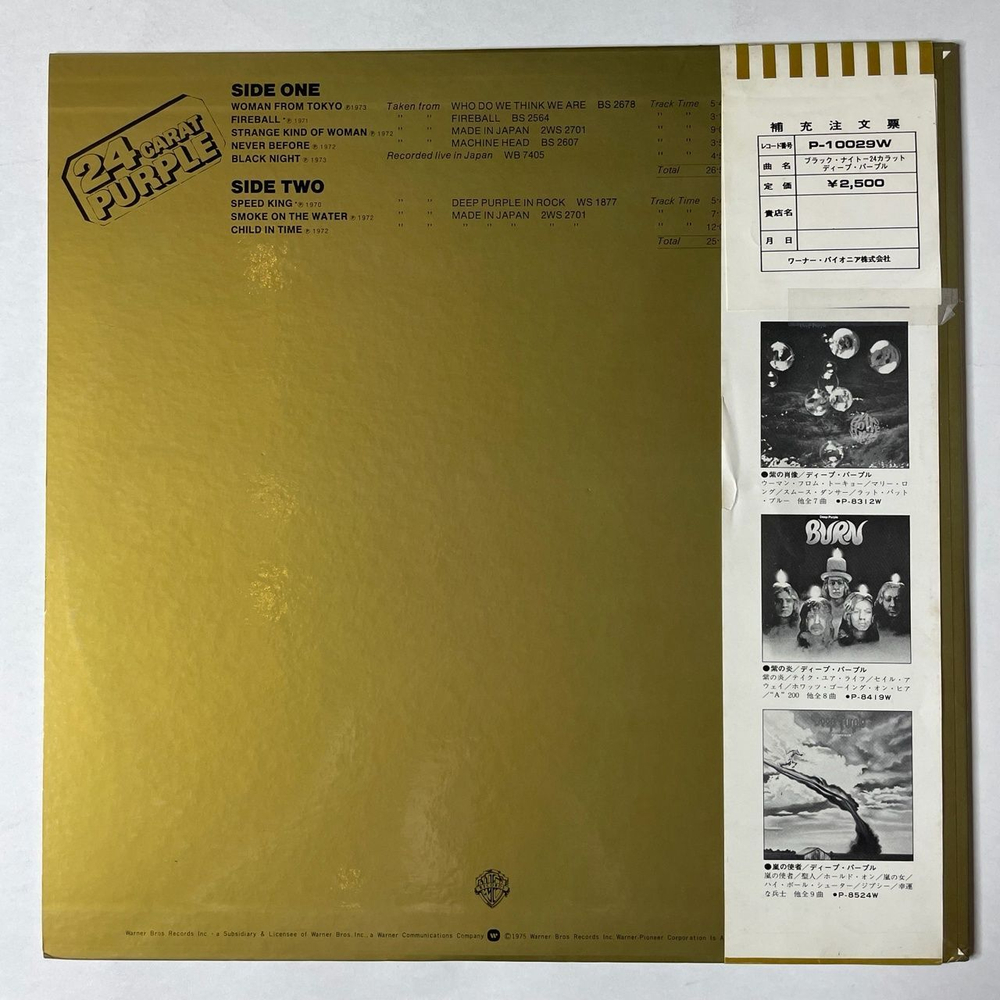 24 CARAT
PURPLE
SIDE ONE
WOMAN FROM TOKYO ℗1973 Taken from WHO DO WE THINK WE ARE BS 2678 Track Time 5
FIREBALL ℗1971 " " FIREBALL BS 2564 " " 3
STRANGE KIND OF WOMAN ℗1972 " " MADE IN JAPAN 2WS 2701 " " 9
NEVER BEFORE ℗1972 " " MACHINE HEAD BS 2607 " " 3
BLACK NIGHT ℗1973 Recorded live in Japan WB 7405 " " 4
Total
SIDE TWO
SPEED KING ℗1970 " " DEEP PURPLE IN ROCK WS 1877 Track Time 5
SMOKE ON THE WATER ℗1972 " " MADE IN JAPAN 2WS 2701 " " 7
CHILD IN TIME ℗1972 " " " " " " " " 12
Total 25
Warner Bros. Records Inc. - a Subsidiary & Licensee of Warner Bros. Inc., a Warner Communications Company ©1975 Warner Bros Records Inc. Warner-Pioneer Corporation is A
補充注文票
レコード番号 P-10029W
曲名 ブラック・ナイト－24カラット
ディープ・パープル
定価 ¥2,500
貴店名
月日
ワーナー・パイオニア株式会社
●紫の肖像／ディープ・パープル
ウーマン・フロム・トーキョー／マリー・ロ
ング／スムース・ダンサー／ラット・バット
・ブルー 他全7曲 ●P-8312W
Deep Purple
BURN
●紫の炎／ディープ・パープル
紫の炎／テイク・ユア・ライフ／セイル・ア
ウェイ／ホワッツ・ゴーイング・オン・ヒア
／"A" 200 他全8曲 ●P-8419W
●嵐の使者／ディープ・パープル
嵐の使者／聖人／ホールド・オン／嵐の女／
ハイ・ボール・シューター／ジプシー／幸運
な兵士 他全9曲 ●P-8524W